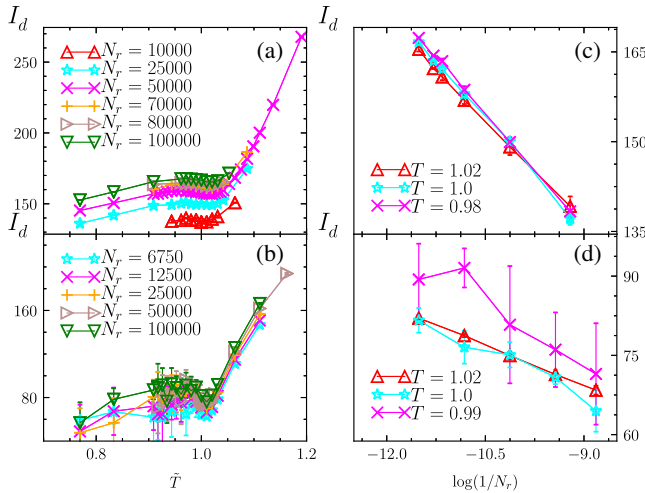 I_d
(a)
N_r = 10000
N_r = 25000
N_r = 50000
N_r = 70000
N_r = 80000
N_r = 100000
250
200
150
I_d
(c)
T = 1.02
T = 1.0
T = 0.98
165
150
135
I_d
(b)
N_r = 6750
N_r = 12500
N_r = 25000
N_r = 50000
N_r = 100000
160
80
0.8
1.0
1.2
T̃
I_d
(d)
T = 1.02
T = 1.0
T = 0.99
90
75
60
−12.0
−10.5
−9.0
log(1/N_r)